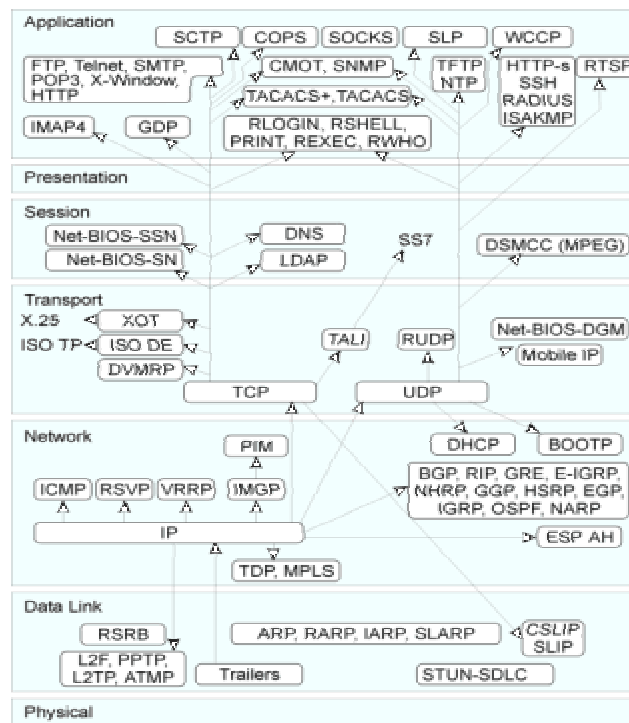 Application
SCTP COPS SOCKS SLP WCCP
FTP, Telnet, SMTP,
POP3, X-Window,
HTTP
CMOT, SNMP
TFTP
NTP
HTTP-s
SSH
RADIUS
ISAKMP
RTSP
TACACS+,TACACS
IMAP4
GDP
RLOGIN, RSHELL,
PRINT, REXEC, RWHO
Presentation
Session
Net-BIOS-SSN
DNS
SS7
DSMCC (MPEG)
Net-BIOS-SN
LDAP
Transport
X.25
XOT
TALI
RUDP
Net-BIOS-DGM
ISO TP
ISO DE
Mobile IP
DVMRP
TCP
UDP
Network
PIM
DHCP
BOOTP
ICMP
RSVP
VRRP
IMGP
BGP, RIP, GRE, E-IGRP,
NHRP, GGP, HSRP, EGP,
IGRP, OSPF, NARP
IP
ESP AH
TDP, MPLS
Data Link
RSRB
ARP, RARP, IARP, SLARP
CSLIP
SLIP
L2F, PPTP,
L2TP, ATMP
Trailers
STUN-SDLC
Physical